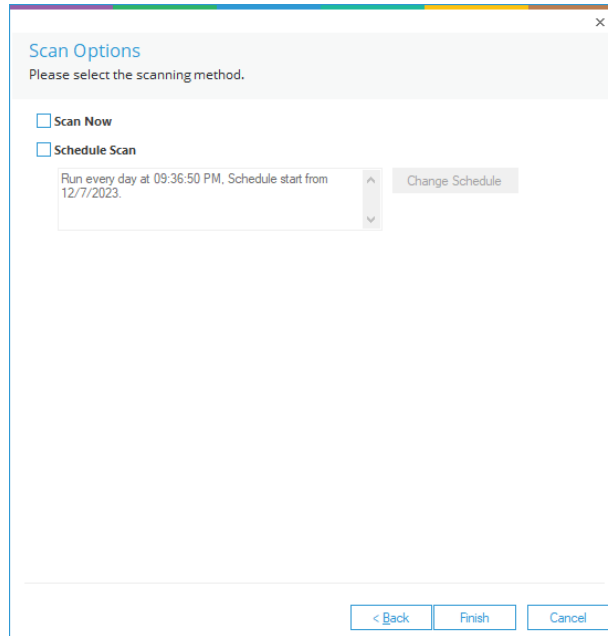 ×
Scan Options
Please select the scanning method.
Scan Now
Schedule Scan
Run every day at 09:36:50 PM, Schedule start from
12/7/2023.
Change Schedule
< Back
Finish
Cancel